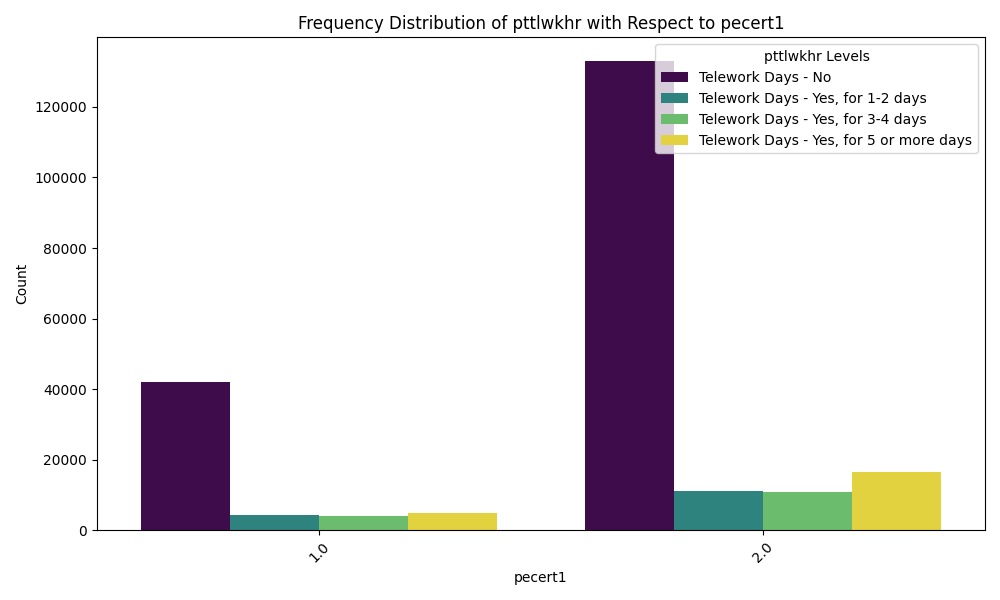 Frequency Distribution of pttlwkhr with Respect to pecert1
pttlwkhr Levels
Telework Days - No
Telework Days - Yes, for 1-2 days
Telework Days - Yes, for 3-4 days
Telework Days - Yes, for 5 or more days
Count
120000
100000
80000
60000
40000
20000
0
1.0
2.0
pecert1